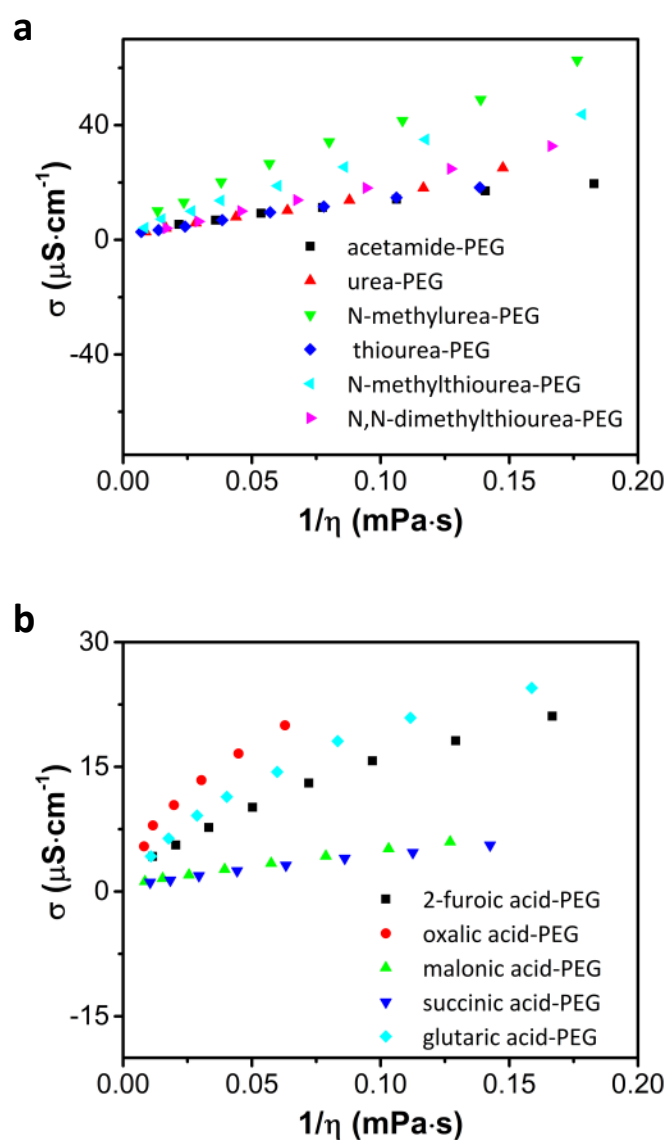 a
40
0
-40
σ (μS·cm⁻¹)
acetamide-PEG
urea-PEG
N-methylurea-PEG
thiourea-PEG
N-methylthiourea-PEG
N,N-dimethylthiourea-PEG
0.00 0.05 0.10 0.15 0.20
1/η (mPa·s)
b
30
15
0
-15
σ (μS·cm⁻¹)
2-furoic acid-PEG
oxalic acid-PEG
malonic acid-PEG
succinic acid-PEG
glutaric acid-PEG
0.00 0.05 0.10 0.15 0.20
1/η (mPa·s)